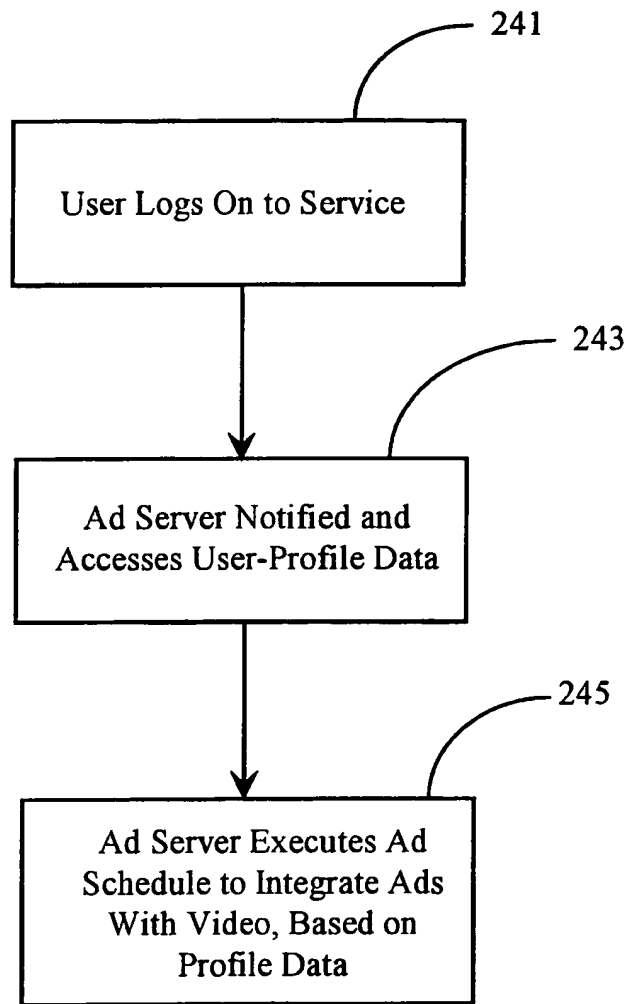 241
User Logs On to Service
243
Ad Server Notified and
Accesses User-Profile Data
245
Ad Server Executes Ad
Schedule to Integrate Ads
With Video, Based on
Profile Data